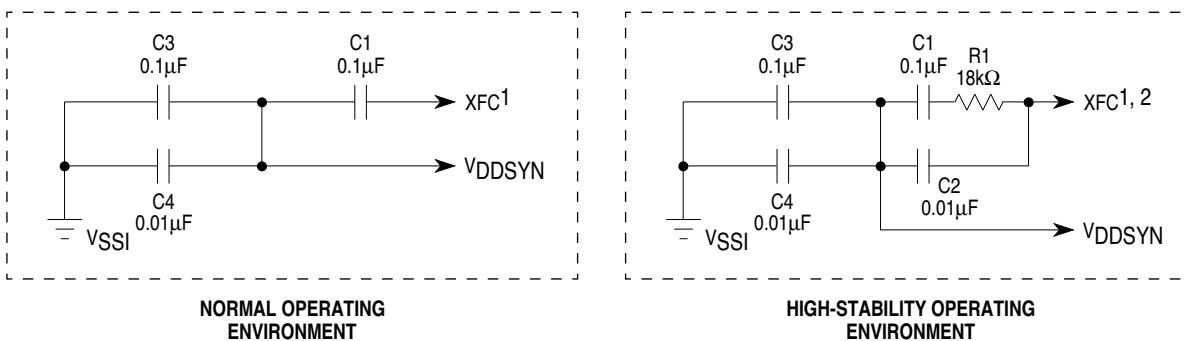 C3
0.1µF
C1
0.1µF
XFC1
VDDSYN
C4
0.01µF
VSSI
NORMAL OPERATING
ENVIRONMENT
C3
0.1µF
C1
0.1µF
R1
18kΩ
XFC1, 2
C4
0.01µF
C2
0.01µF
VSSI
VDDSYN
HIGH-STABILITY OPERATING
ENVIRONMENT